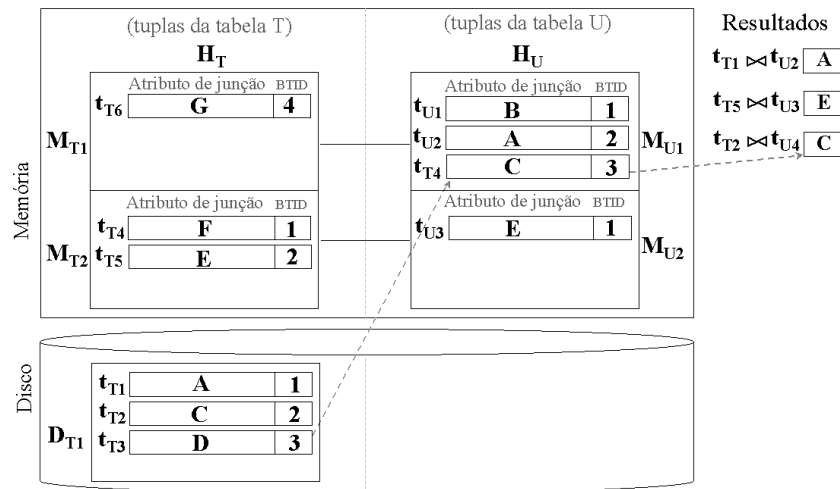 (tuplas da tabela T) (tuplas da tabela U) Resultados
H_T H_U
t_T1 ⋈ t_U2 A
Atributo de junção BTID Atributo de junção BTID
t_T6 G 4 t_U1 B 1
t_T5 ⋈ t_U3 E
t_U2 A 2
M_T1 M_U1
t_T2 ⋈ t_U4 C
t_T4 C 3
Memória
Atributo de junção BTID Atributo de junção BTID
t_T4 F 1 t_U3 E 1
M_T2 t_T5 E 2 M_U2
Disco
t_T1 A 1
t_T2 C 2
D_T1 t_T3 D 3